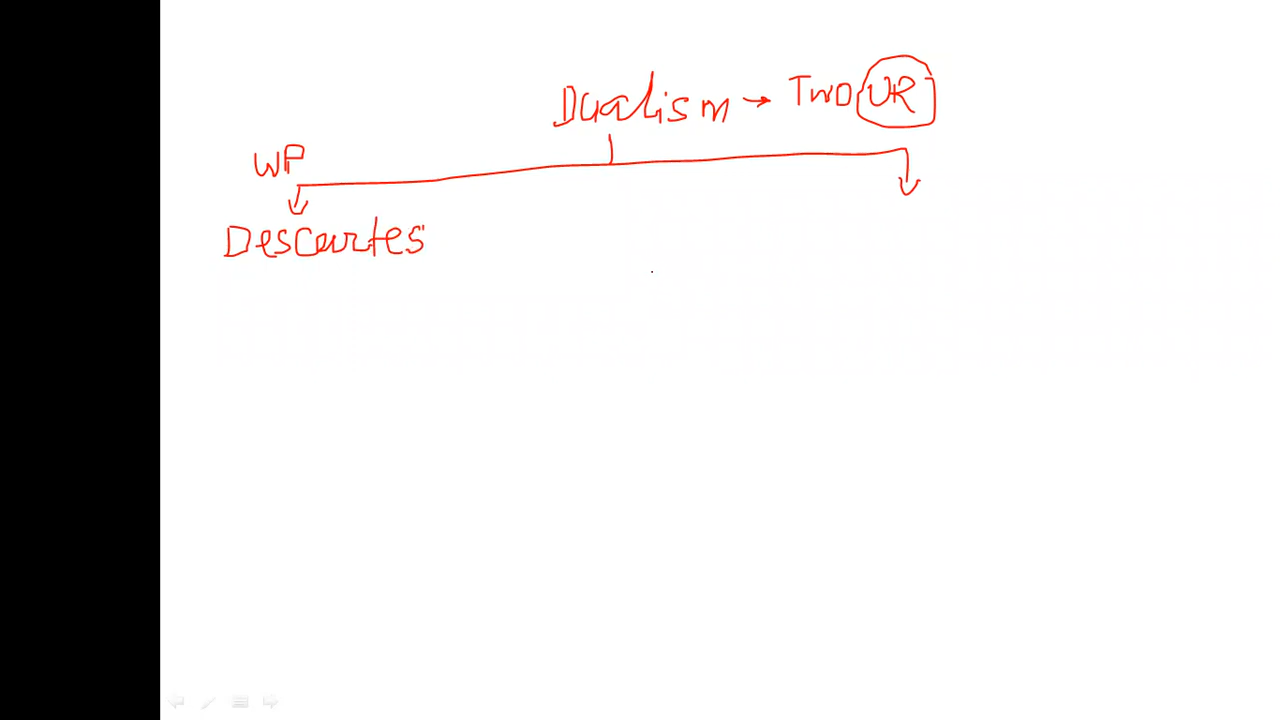 Dualism → Two UR
WP
Descartes